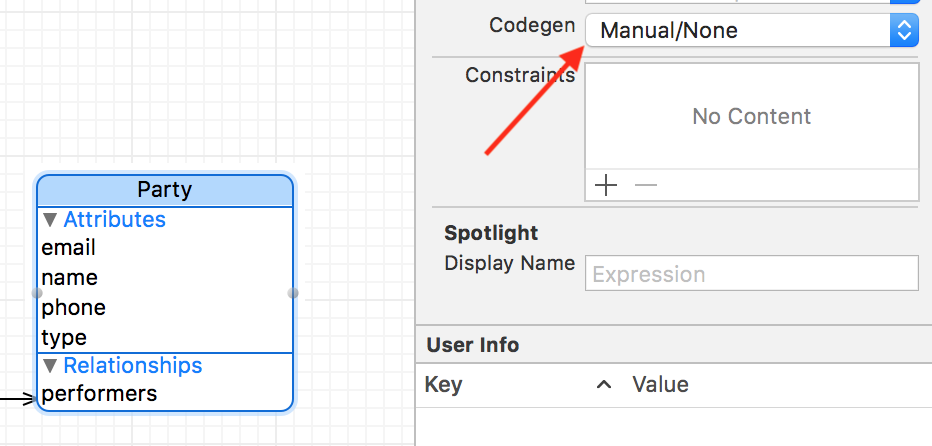 Codegen Manual/None
Constraints
No Content
Spotlight
Display Name Expression
User Info
Key Value
Party
Attributes
email
name
phone
type
Relationships
performers